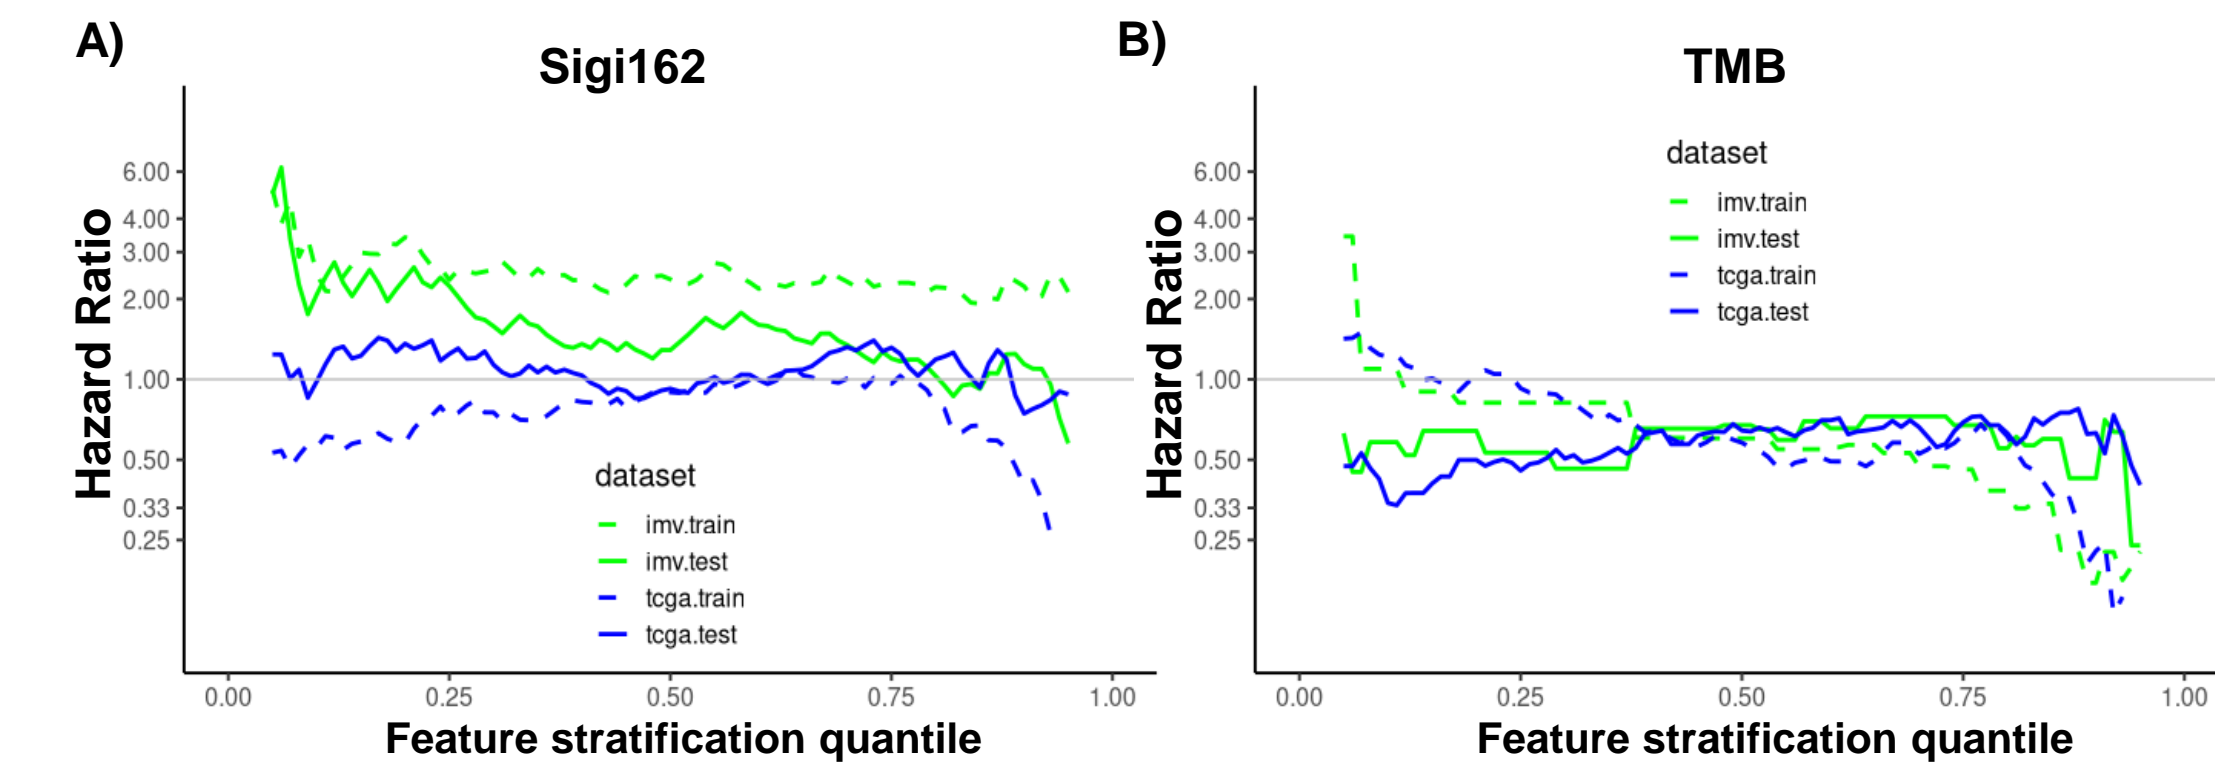 A)
Sigi162
Hazard Ratio
6.00
4.00
3.00
2.00
1.00
0.50
0.33
0.25
dataset
imv.train
imv.test
tcga.train
tcga.test
0.00 0.25 0.50 0.75 1.00
Feature stratification quantile
B)
TMB
Hazard Ratio
6.00
4.00
3.00
2.00
1.00
0.50
0.33
0.25
dataset
imv.train
imv.test
tcga.train
tcga.test
0.00 0.25 0.50 0.75 1.00
Feature stratification quantile